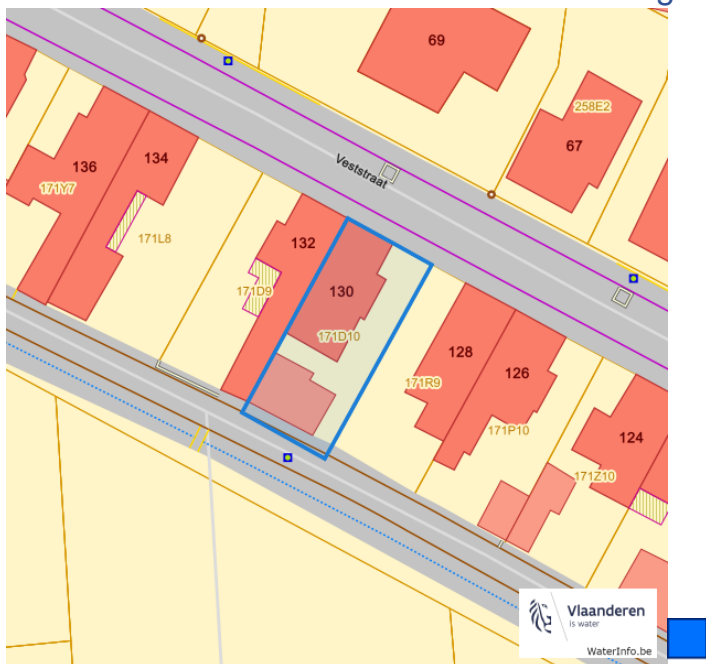 g
69
258E2
67
Veststraat
136
134
171Y7
171L8
132
171D9
130
171D10
128
171R9
126
171P10
124
171Z10
Vlaanderen
is water
WaterInfo.be